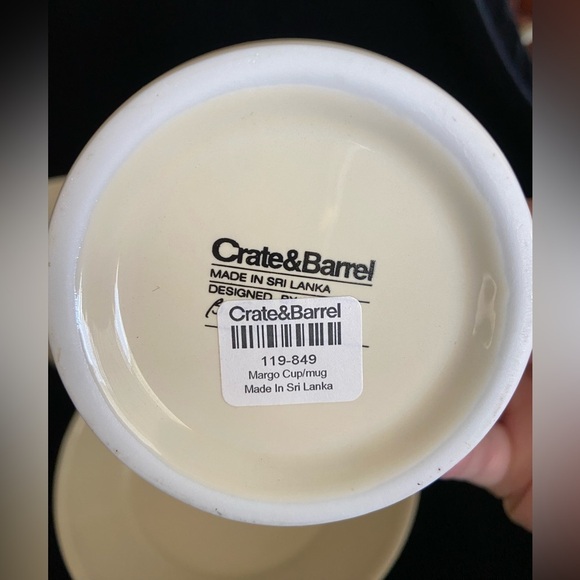 Crate&Barrel
MADE IN SRI LANKA
DESIGNED BY
Crate&Barrel
119-849
Margo Cup/mug
Made In Sri Lanka